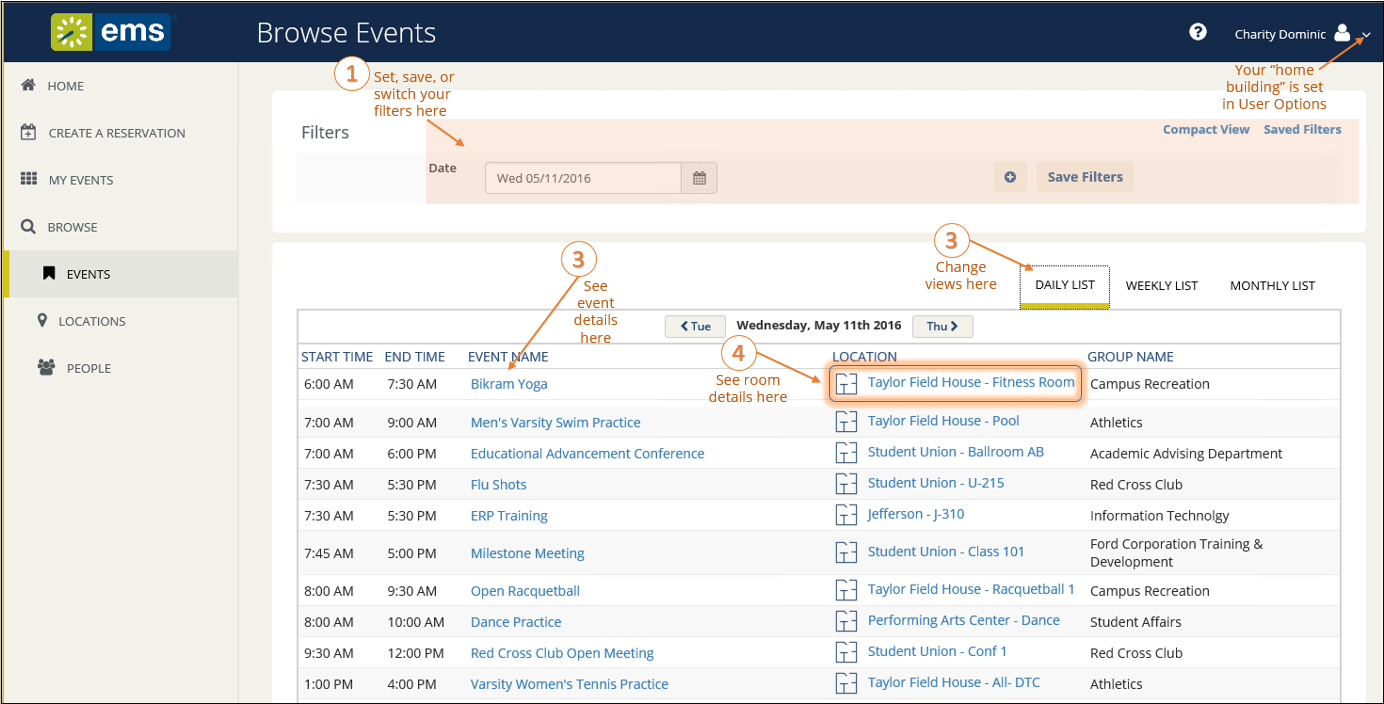 ems
Browse Events
?
Charity Dominic
1
Set, save, or
switch your
filters here
Your “home
building” is set
in User Options
HOME
CREATE A RESERVATION
MY EVENTS
BROWSE
EVENTS
LOCATIONS
PEOPLE
Filters
Compact View Saved Filters
Date
Wed 05/11/2016
Save Filters
3
See
event
details
here
3
Change
views here
DAILY LIST WEEKLY LIST MONTHLY LIST
Tue Wednesday, May 11th 2016 Thu
4
See room
details here
START TIME END TIME EVENT NAME LOCATION GROUP NAME
6:00 AM 7:30 AM Bikram Yoga Taylor Field House - Fitness Room Campus Recreation
7:00 AM 9:00 AM Men's Varsity Swim Practice Taylor Field House - Pool Athletics
7:00 AM 6:00 PM Educational Advancement Conference Student Union - Ballroom AB Academic Advising Department
7:30 AM 5:30 PM Flu Shots Student Union - U-215 Red Cross Club
7:30 AM 5:30 PM ERP Training Jefferson - J-310 Information Technolgy
7:45 AM 5:00 PM Milestone Meeting Student Union - Class 101 Ford Corporation Training &
Development
8:00 AM 9:30 AM Open Racquetball Taylor Field House - Racquetball 1 Campus Recreation
8:00 AM 10:00 AM Dance Practice Performing Arts Center - Dance Student Affairs
9:30 AM 12:00 PM Red Cross Club Open Meeting Student Union - Conf 1 Red Cross Club
1:00 PM 4:00 PM Varsity Women's Tennis Practice Taylor Field House - All- DTC Athletics